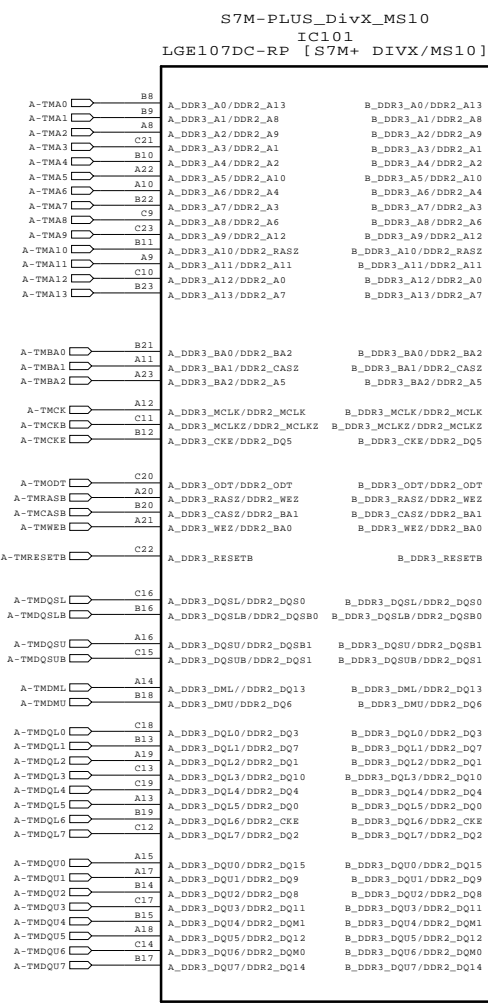 S7M-PLUS_DivX_MS10
IC101
LGE107DC-RP [S7M+ DIVX/MS10]
A-TMA0 B8 A_DDR3_A0/DDR2_A13 B_DDR3_A0/DDR2_A13
A-TMA1 B9 A_DDR3_A1/DDR2_A8 B_DDR3_A1/DDR2_A8
A-TMA2 A8 A_DDR3_A2/DDR2_A9 B_DDR3_A2/DDR2_A9
A-TMA3 C21 A_DDR3_A3/DDR2_A1 B_DDR3_A3/DDR2_A1
A-TMA4 B10 A_DDR3_A4/DDR2_A2 B_DDR3_A4/DDR2_A2
A-TMA5 A22 A_DDR3_A5/DDR2_A10 B_DDR3_A5/DDR2_A10
A-TMA6 A10 A_DDR3_A6/DDR2_A4 B_DDR3_A6/DDR2_A4
A-TMA7 B22 A_DDR3_A7/DDR2_A3 B_DDR3_A7/DDR2_A3
A-TMA8 C9 A_DDR3_A8/DDR2_A6 B_DDR3_A8/DDR2_A6
A-TMA9 C23 A_DDR3_A9/DDR2_A12 B_DDR3_A9/DDR2_A12
A-TMA10 B11 A_DDR3_A10/DDR2_RASZ B_DDR3_A10/DDR2_RASZ
A-TMA11 A9 A_DDR3_A11/DDR2_A11 B_DDR3_A11/DDR2_A11
A-TMA12 C10 A_DDR3_A12/DDR2_A0 B_DDR3_A12/DDR2_A0
A-TMA13 B23 A_DDR3_A13/DDR2_A7 B_DDR3_A13/DDR2_A7
A-TMBA0 B21 A_DDR3_BA0/DDR2_BA2 B_DDR3_BA0/DDR2_BA2
A-TMBA1 A11 A_DDR3_BA1/DDR2_CASZ B_DDR3_BA1/DDR2_CASZ
A-TMBA2 A23 A_DDR3_BA2/DDR2_A5 B_DDR3_BA2/DDR2_A5
A-TMCK A12 A_DDR3_MCLK/DDR2_MCLK B_DDR3_MCLK/DDR2_MCLK
A-TMCKB C11 A_DDR3_MCLKZ/DDR2_MCLKZ B_DDR3_MCLKZ/DDR2_MCLKZ
A-TMCKE B12 A_DDR3_CKE/DDR2_DQ5 B_DDR3_CKE/DDR2_DQ5
A-TMODT C20 A_DDR3_ODT/DDR2_ODT B_DDR3_ODT/DDR2_ODT
A-TMRASB A20 A_DDR3_RASZ/DDR2_WEZ B_DDR3_RASZ/DDR2_WEZ
A-TMCASB B20 A_DDR3_CASZ/DDR2_BA1 B_DDR3_CASZ/DDR2_BA1
A-TMWEB A21 A_DDR3_WEZ/DDR2_BA0 B_DDR3_WEZ/DDR2_BA0
A-TMRESETB C22 A_DDR3_RESETB B_DDR3_RESETB
A-TMDQSL C16 A_DDR3_DQSL/DDR2_DQS0 B_DDR3_DQSL/DDR2_DQS0
A-TMDQSLB B16 A_DDR3_DQSLB/DDR2_DQSB0 B_DDR3_DQSLB/DDR2_DQSB0
A-TMDQSU A16 A_DDR3_DQSU/DDR2_DQSB1 B_DDR3_DQSU/DDR2_DQSB1
A-TMDQSUB C15 A_DDR3_DQSUB/DDR2_DQS1 B_DDR3_DQSUB/DDR2_DQS1
A-TMDML A14 A_DDR3_DML//DDR2_DQ13 B_DDR3_DML/DDR2_DQ13
A-TMDMU B18 A_DDR3_DMU/DDR2_DQ6 B_DDR3_DMU/DDR2_DQ6
A-TMDQL0 C18 A_DDR3_DQL0/DDR2_DQ3 B_DDR3_DQL0/DDR2_DQ3
A-TMDQL1 B13 A_DDR3_DQL1/DDR2_DQ7 B_DDR3_DQL1/DDR2_DQ7
A-TMDQL2 A19 A_DDR3_DQL2/DDR2_DQ1 B_DDR3_DQL2/DDR2_DQ1
A-TMDQL3 C13 A_DDR3_DQL3/DDR2_DQ10 B_DDR3_DQL3/DDR2_DQ10
A-TMDQL4 C19 A_DDR3_DQL4/DDR2_DQ4 B_DDR3_DQL4/DDR2_DQ4
A-TMDQL5 A13 A_DDR3_DQL5/DDR2_DQ0 B_DDR3_DQL5/DDR2_DQ0
A-TMDQL6 B19 A_DDR3_DQL6/DDR2_CKE B_DDR3_DQL6/DDR2_CKE
A-TMDQL7 C12 A_DDR3_DQL7/DDR2_DQ2 B_DDR3_DQL7/DDR2_DQ2
A-TMDQU0 A15 A_DDR3_DQU0/DDR2_DQ15 B_DDR3_DQU0/DDR2_DQ15
A-TMDQU1 A17 A_DDR3_DQU1/DDR2_DQ9 B_DDR3_DQU1/DDR2_DQ9
A-TMDQU2 B14 A_DDR3_DQU2/DDR2_DQ8 B_DDR3_DQU2/DDR2_DQ8
A-TMDQU3 C17 A_DDR3_DQU3/DDR2_DQ11 B_DDR3_DQU3/DDR2_DQ11
A-TMDQU4 B15 A_DDR3_DQU4/DDR2_DQM1 B_DDR3_DQU4/DDR2_DQM1
A-TMDQU5 A18 A_DDR3_DQU5/DDR2_DQ12 B_DDR3_DQU5/DDR2_DQ12
A-TMDQU6 C14 A_DDR3_DQU6/DDR2_DQM0 B_DDR3_DQU6/DDR2_DQM0
A-TMDQU7 B17 A_DDR3_DQU7/DDR2_DQ14 B_DDR3_DQU7/DDR2_DQ14